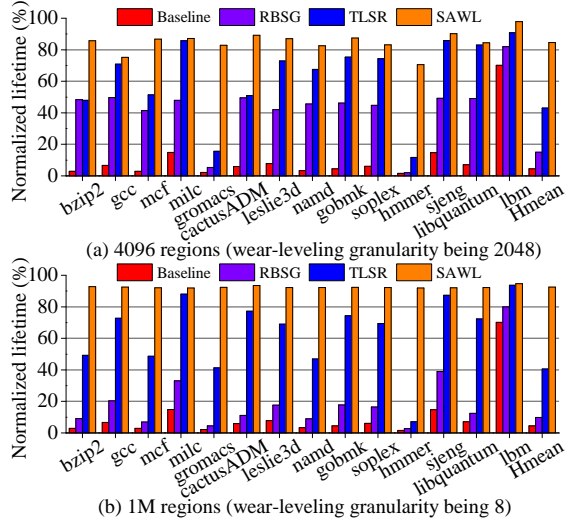 Normalized lifetime (%)
Baseline RBSG TLSR SAWL
100
80
60
40
20
0
bzip2 gcc mcf milc gromacs cactusADM leslie3d namd gobnk soplex hmmer sjeng libquantum lbm Hmean
(a) 4096 regions (wear-leveling granularity being 2048)
Normalized lifetime (%)
Baseline RBSG TLSR SAWL
100
80
60
40
20
0
bzip2 gcc mcf milc gromacs cactusADM leslie3d namd gobnk soplex hmmer sjeng libquantum lbm Hmean
(b) 1M regions (wear-leveling granularity being 8)